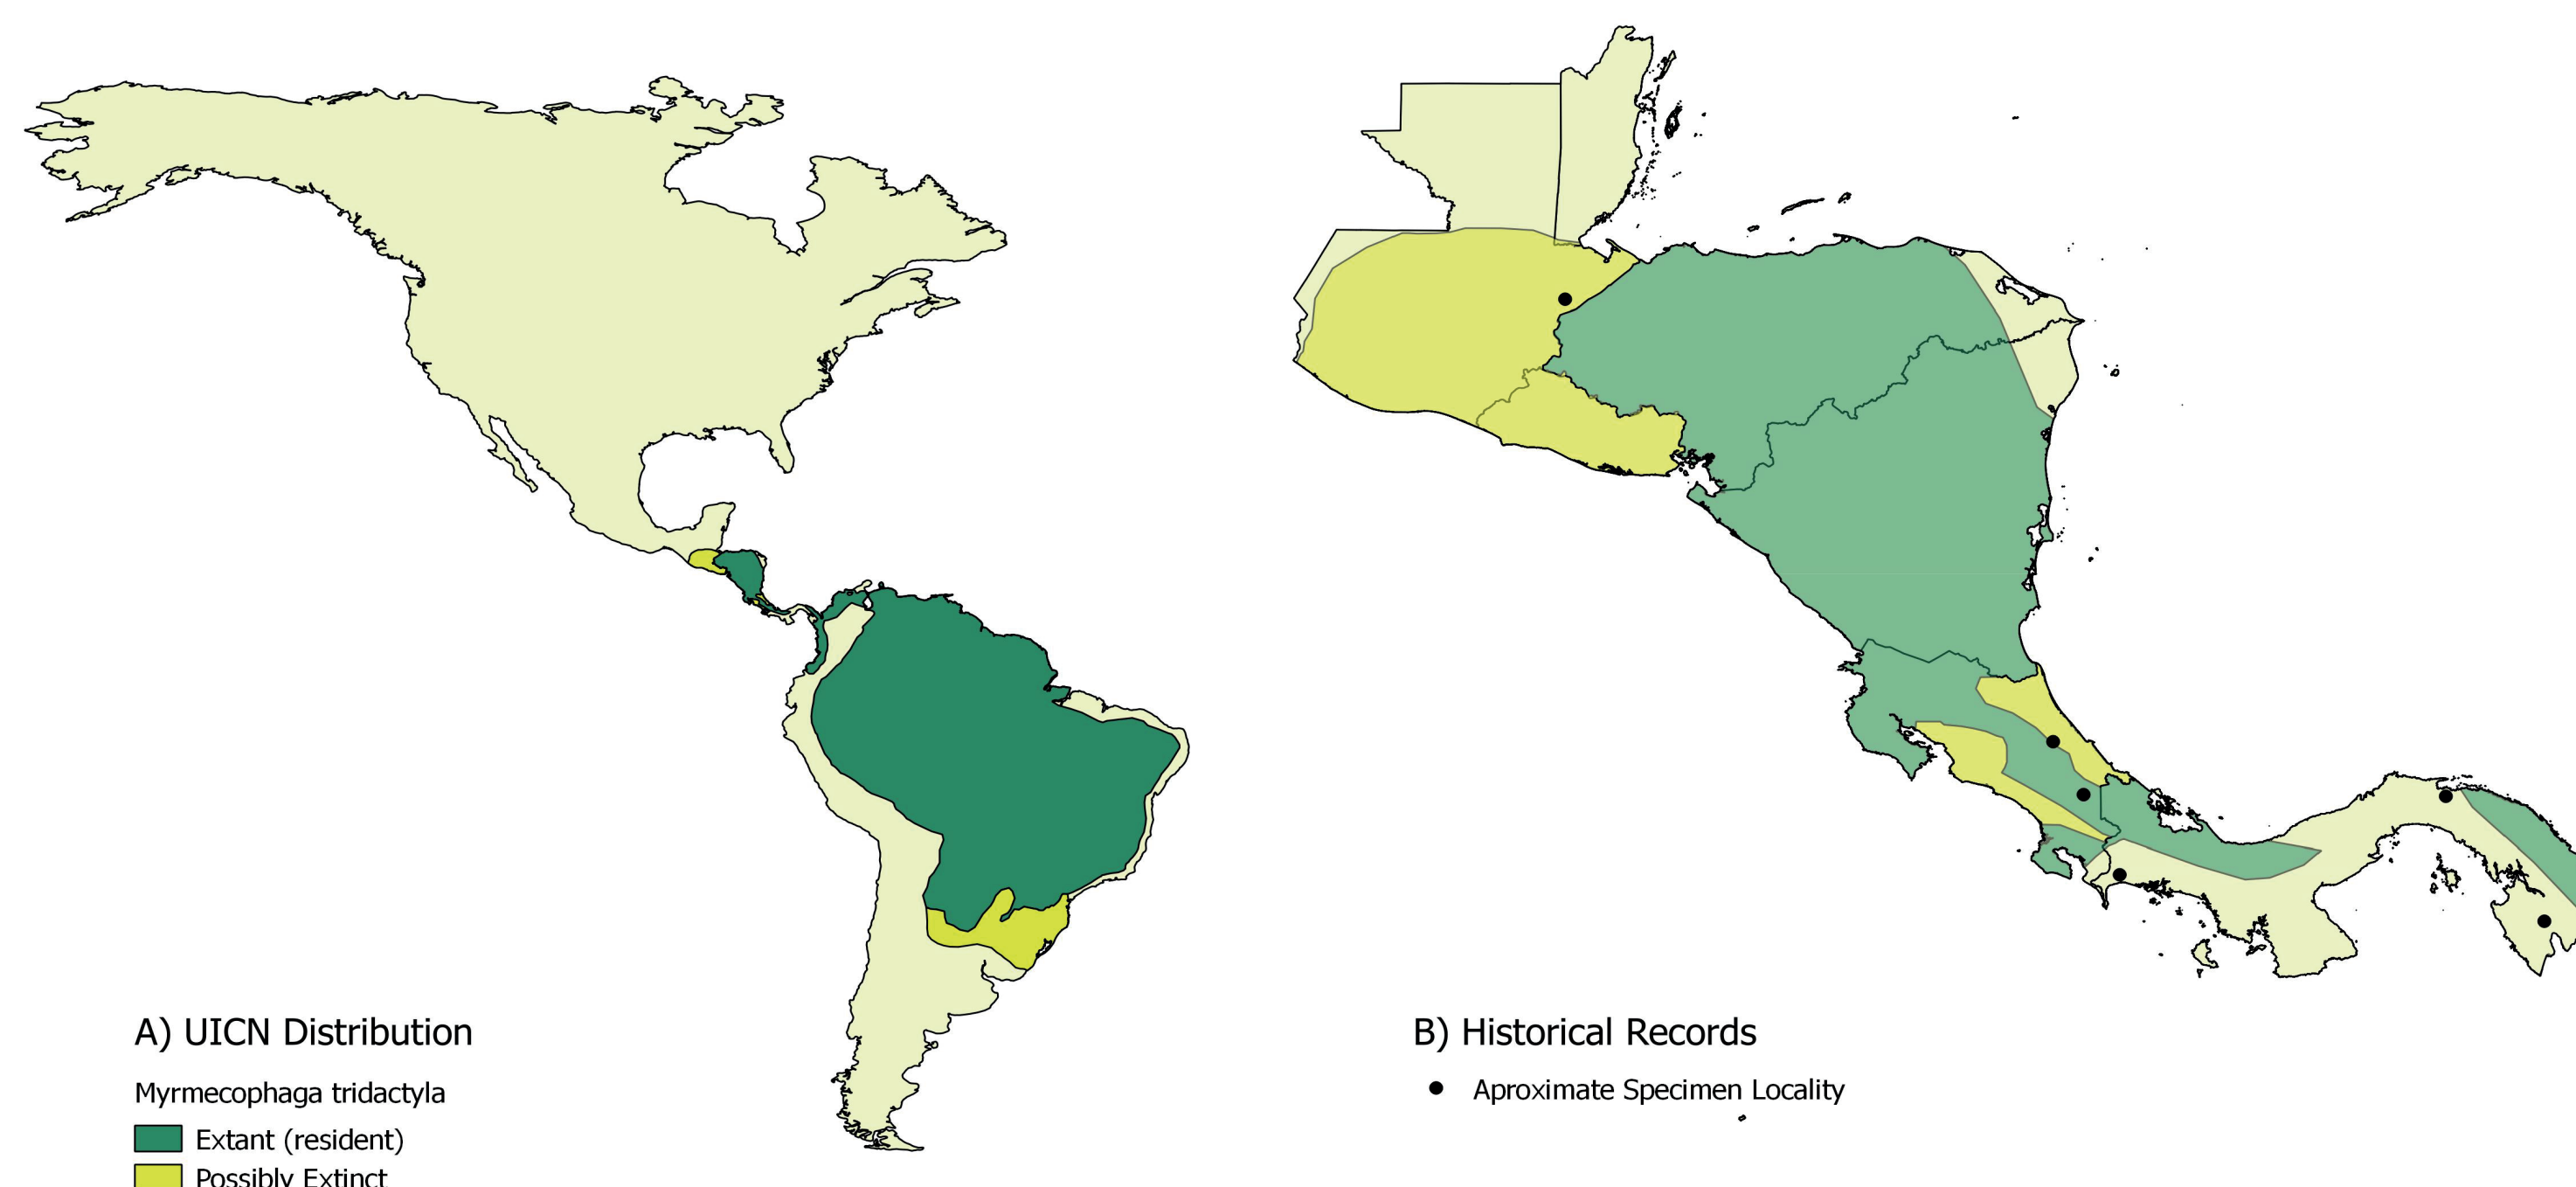 A) UICN Distribution
Myrmecophaga tridactyla
Extant (resident)
Possibly Extinct
B) Historical Records
Aproximate Specimen Locality